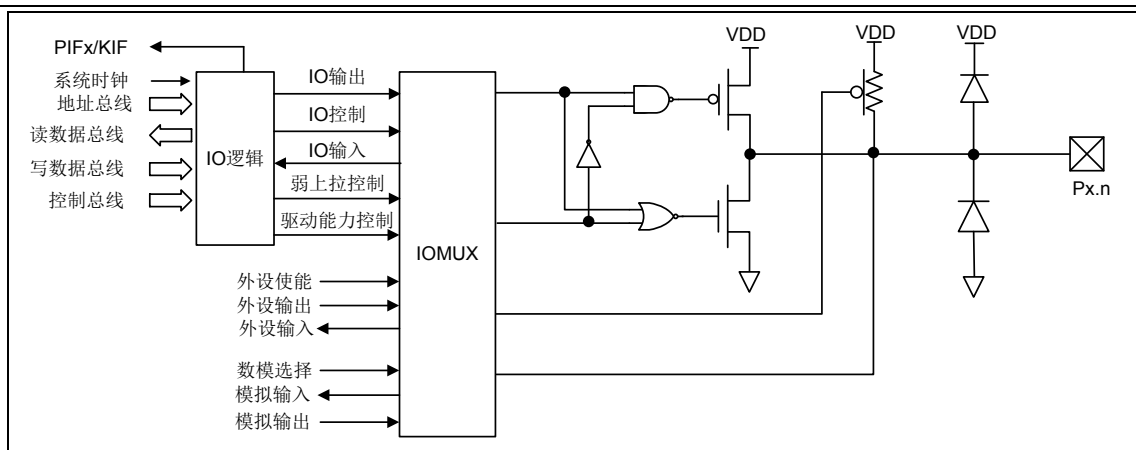 PIFx/KIF
系统时钟
地址总线
读数据总线
写数据总线
控制总线
IO逻辑
IO输出
IO控制
IO输入
弱上拉控制
驱动能力控制
外设使能
外设输出
外设输入
数模选择
模拟输入
模拟输出
IOMUX
VDD
VDD
VDD
Px.n